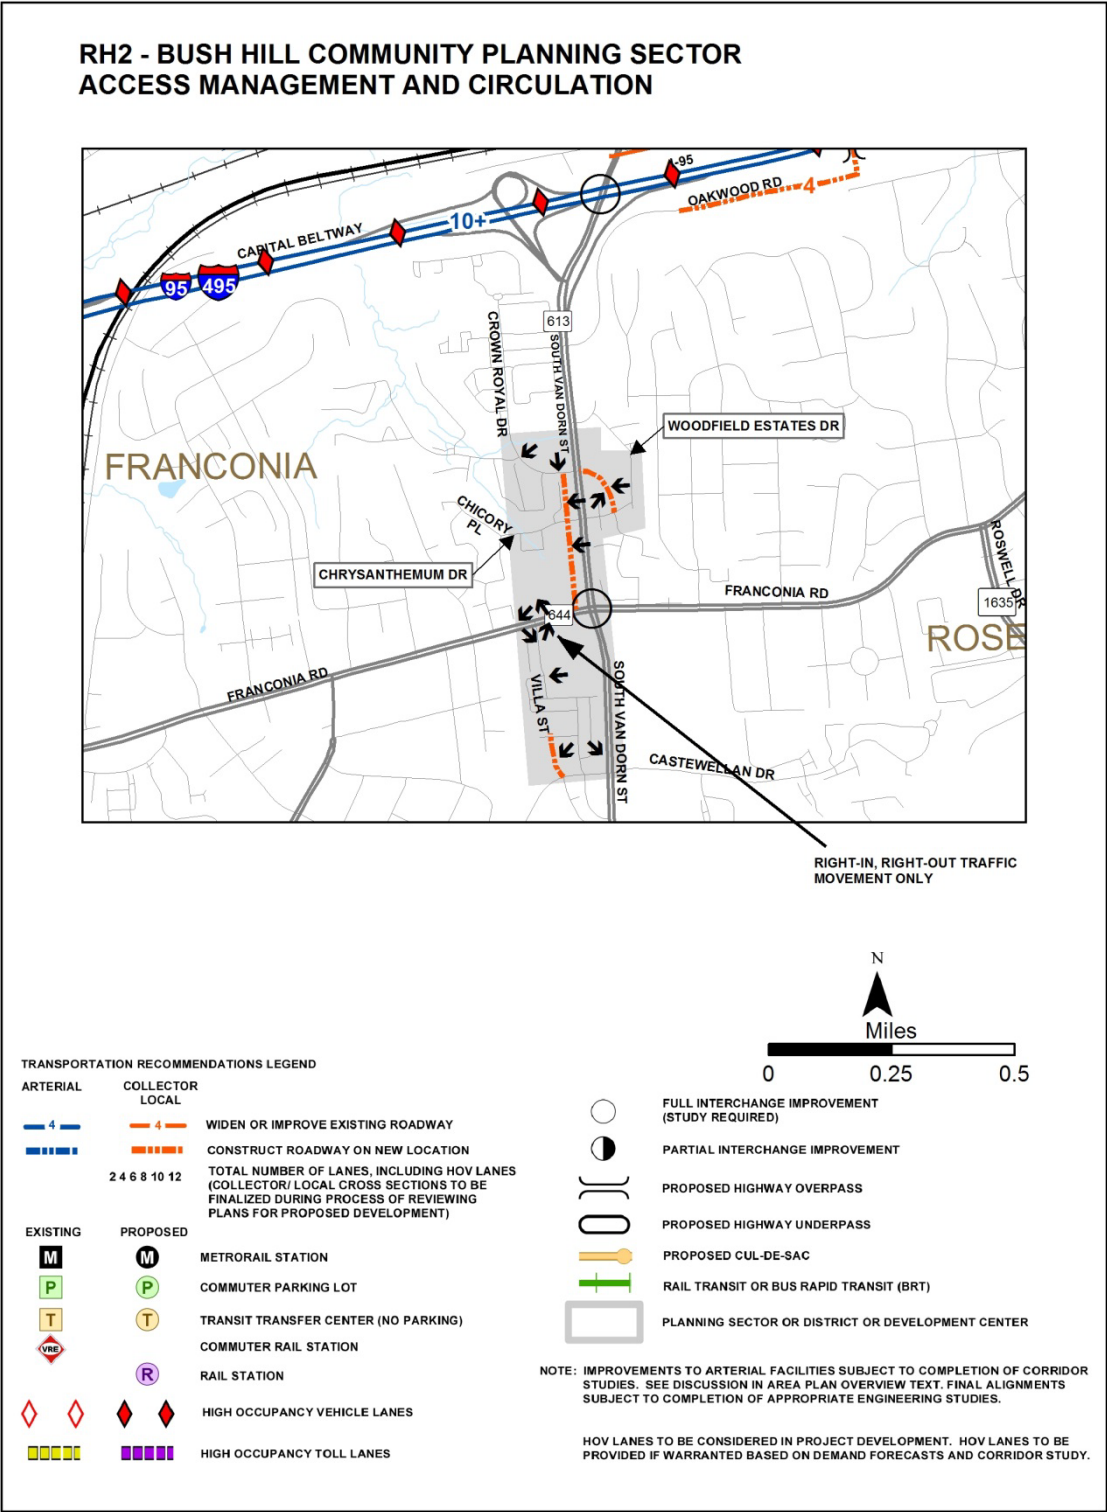 RH2 - BUSH HILL COMMUNITY PLANNING SECTOR
ACCESS MANAGEMENT AND CIRCULATION
I-95
OAKWOOD RD
4
10+
CAPITAL BELTWAY
95
495
613
CROWN ROYAL DR
SOUTH VAN DORN ST
WOODFIELD ESTATES DR
FRANCONIA
CHICORY
PL
CHRYSANTHEMUM DR
FRANCONIA RD
ROSWELL DR
1635
644
ROSE
FRANCONIA RD
VILLA ST
SOUTH VAN DORN ST
CASTEWELLAN DR
RIGHT-IN, RIGHT-OUT TRAFFIC
MOVEMENT ONLY
N
Miles
0 0.25 0.5
TRANSPORTATION RECOMMENDATIONS LEGEND
ARTERIAL
COLLECTOR
LOCAL
4 4 WIDEN OR IMPROVE EXISTING ROADWAY
CONSTRUCT ROADWAY ON NEW LOCATION
2 4 6 8 10 12 TOTAL NUMBER OF LANES, INCLUDING HOV LANES
(COLLECTOR/ LOCAL CROSS SECTIONS TO BE
FINALIZED DURING PROCESS OF REVIEWING
PLANS FOR PROPOSED DEVELOPMENT)
EXISTING PROPOSED
M M METRORAIL STATION
P P COMMUTER PARKING LOT
T T TRANSIT TRANSFER CENTER (NO PARKING)
VRE COMMUTER RAIL STATION
R RAIL STATION
HIGH OCCUPANCY VEHICLE LANES
HIGH OCCUPANCY TOLL LANES
FULL INTERCHANGE IMPROVEMENT
(STUDY REQUIRED)
PARTIAL INTERCHANGE IMPROVEMENT
PROPOSED HIGHWAY OVERPASS
PROPOSED HIGHWAY UNDERPASS
PROPOSED CUL-DE-SAC
RAIL TRANSIT OR BUS RAPID TRANSIT (BRT)
PLANNING SECTOR OR DISTRICT OR DEVELOPMENT CENTER
NOTE: IMPROVEMENTS TO ARTERIAL FACILITIES SUBJECT TO COMPLETION OF CORRIDOR
STUDIES. SEE DISCUSSION IN AREA PLAN OVERVIEW TEXT. FINAL ALIGNMENTS
SUBJECT TO COMPLETION OF APPROPRIATE ENGINEERING STUDIES.
HOV LANES TO BE CONSIDERED IN PROJECT DEVELOPMENT. HOV LANES TO BE
PROVIDED IF WARRANTED BASED ON DEMAND FORECASTS AND CORRIDOR STUDY.